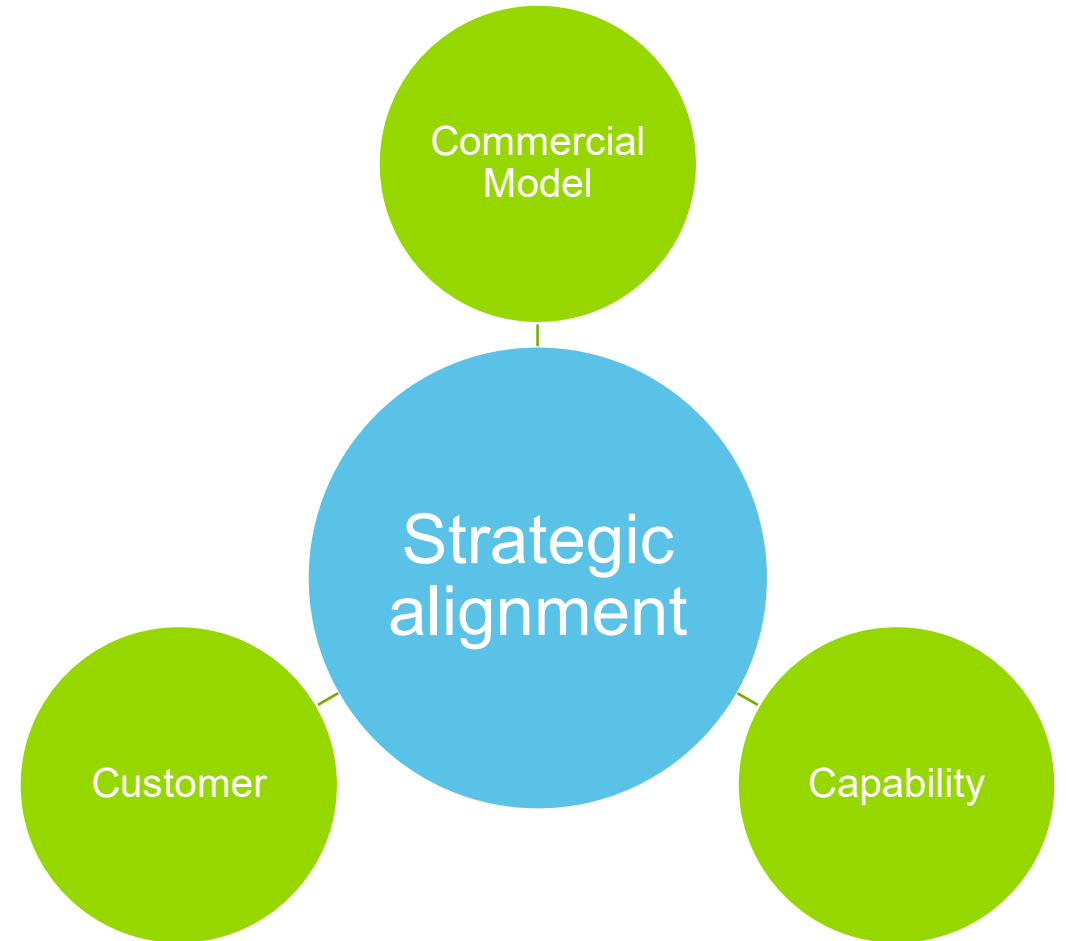 Commercial
Model
Strategic
alignment
Customer
Capability